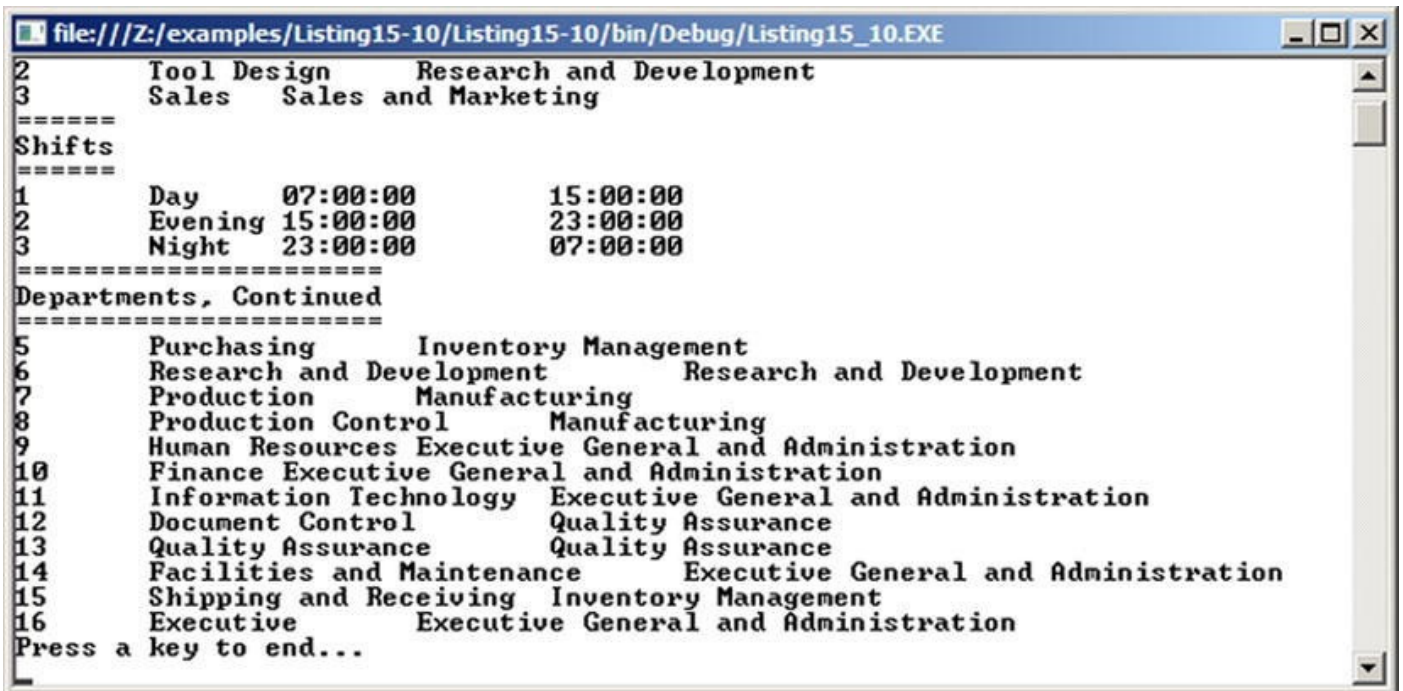 file:///Z:/examples/Listing15-10/Listing15-10/bin/Debug/Listing15_10.EXE
2 Tool Design Research and Development
3 Sales Sales and Marketing
======
Shifts
======
1 Day 07:00:00 15:00:00
2 Evening 15:00:00 23:00:00
3 Night 23:00:00 07:00:00
======================
Departments, Continued
======================
5 Purchasing Inventory Management
6 Research and Development Research and Development
7 Production Manufacturing
8 Production Control Manufacturing
9 Human Resources Executive General and Administration
10 Finance Executive General and Administration
11 Information Technology Executive General and Administration
12 Document Control Quality Assurance
13 Quality Assurance Quality Assurance
14 Facilities and Maintenance Executive General and Administration
15 Shipping and Receiving Inventory Management
16 Executive Executive General and Administration
Press a key to end...